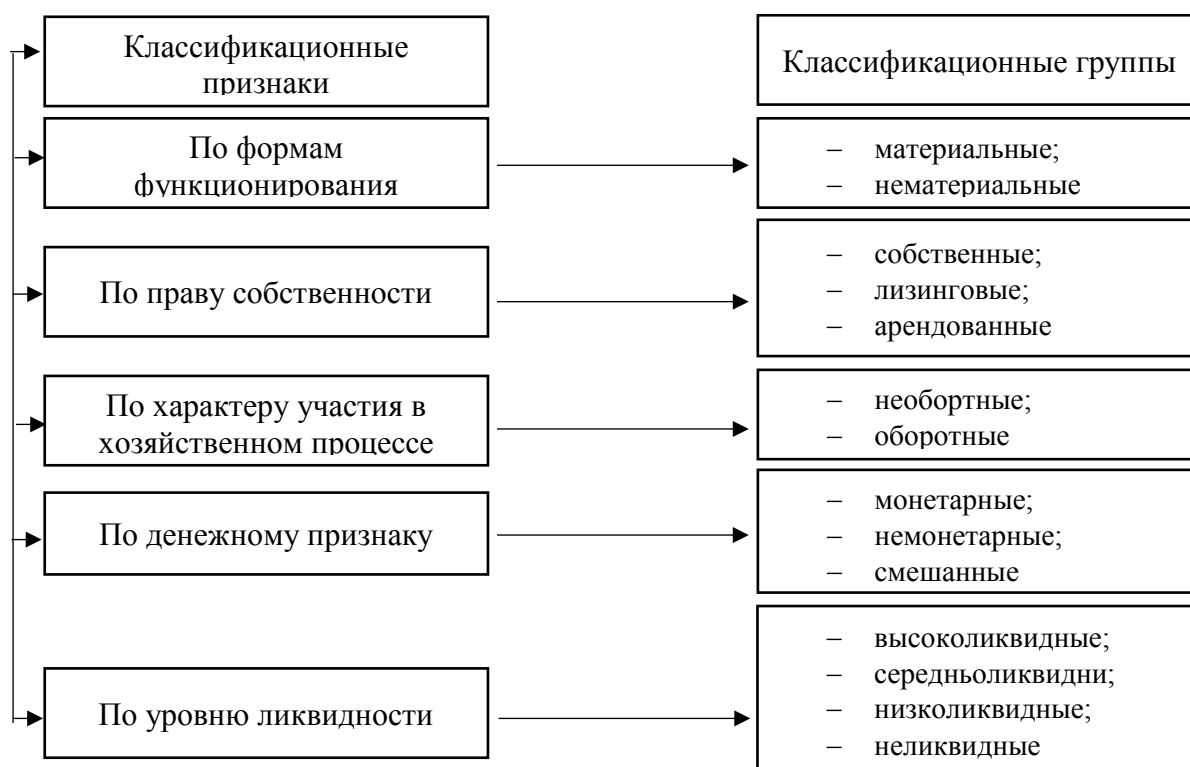 Классификационные
признаки
Классификационные группы
По формам
функционирования
– материальные;
– нематериальные
По праву собственности
– собственные;
– лизинговые;
– арендованные
По характеру участия в
хозяйственном процессе
– необортные;
– оборотные
По денежному признаку
– монетарные;
– немонетарные;
– смешанные
По уровню ликвидности
– высоколиквидные;
– середньоликвидни;
– низколиквидные;
– неликвидные